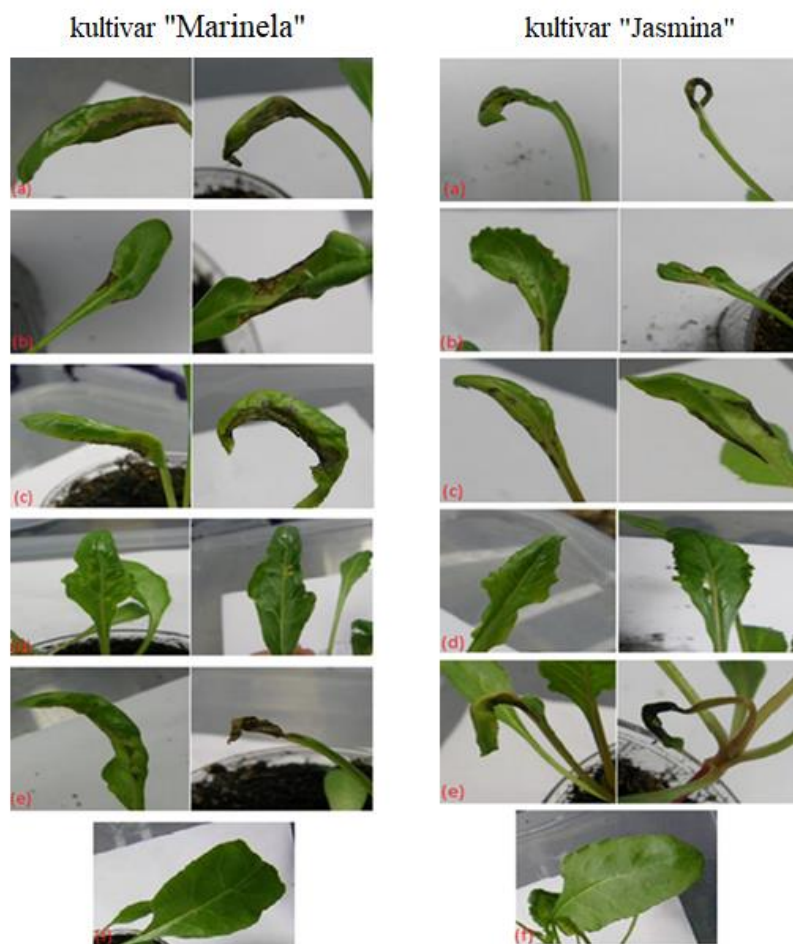 kultivar "Marinela"
kultivar "Jasmina"
(a)
(a)
(b)
(b)
(c)
(c)
(d)
(d)
(e)
(e)
(f)
(f)